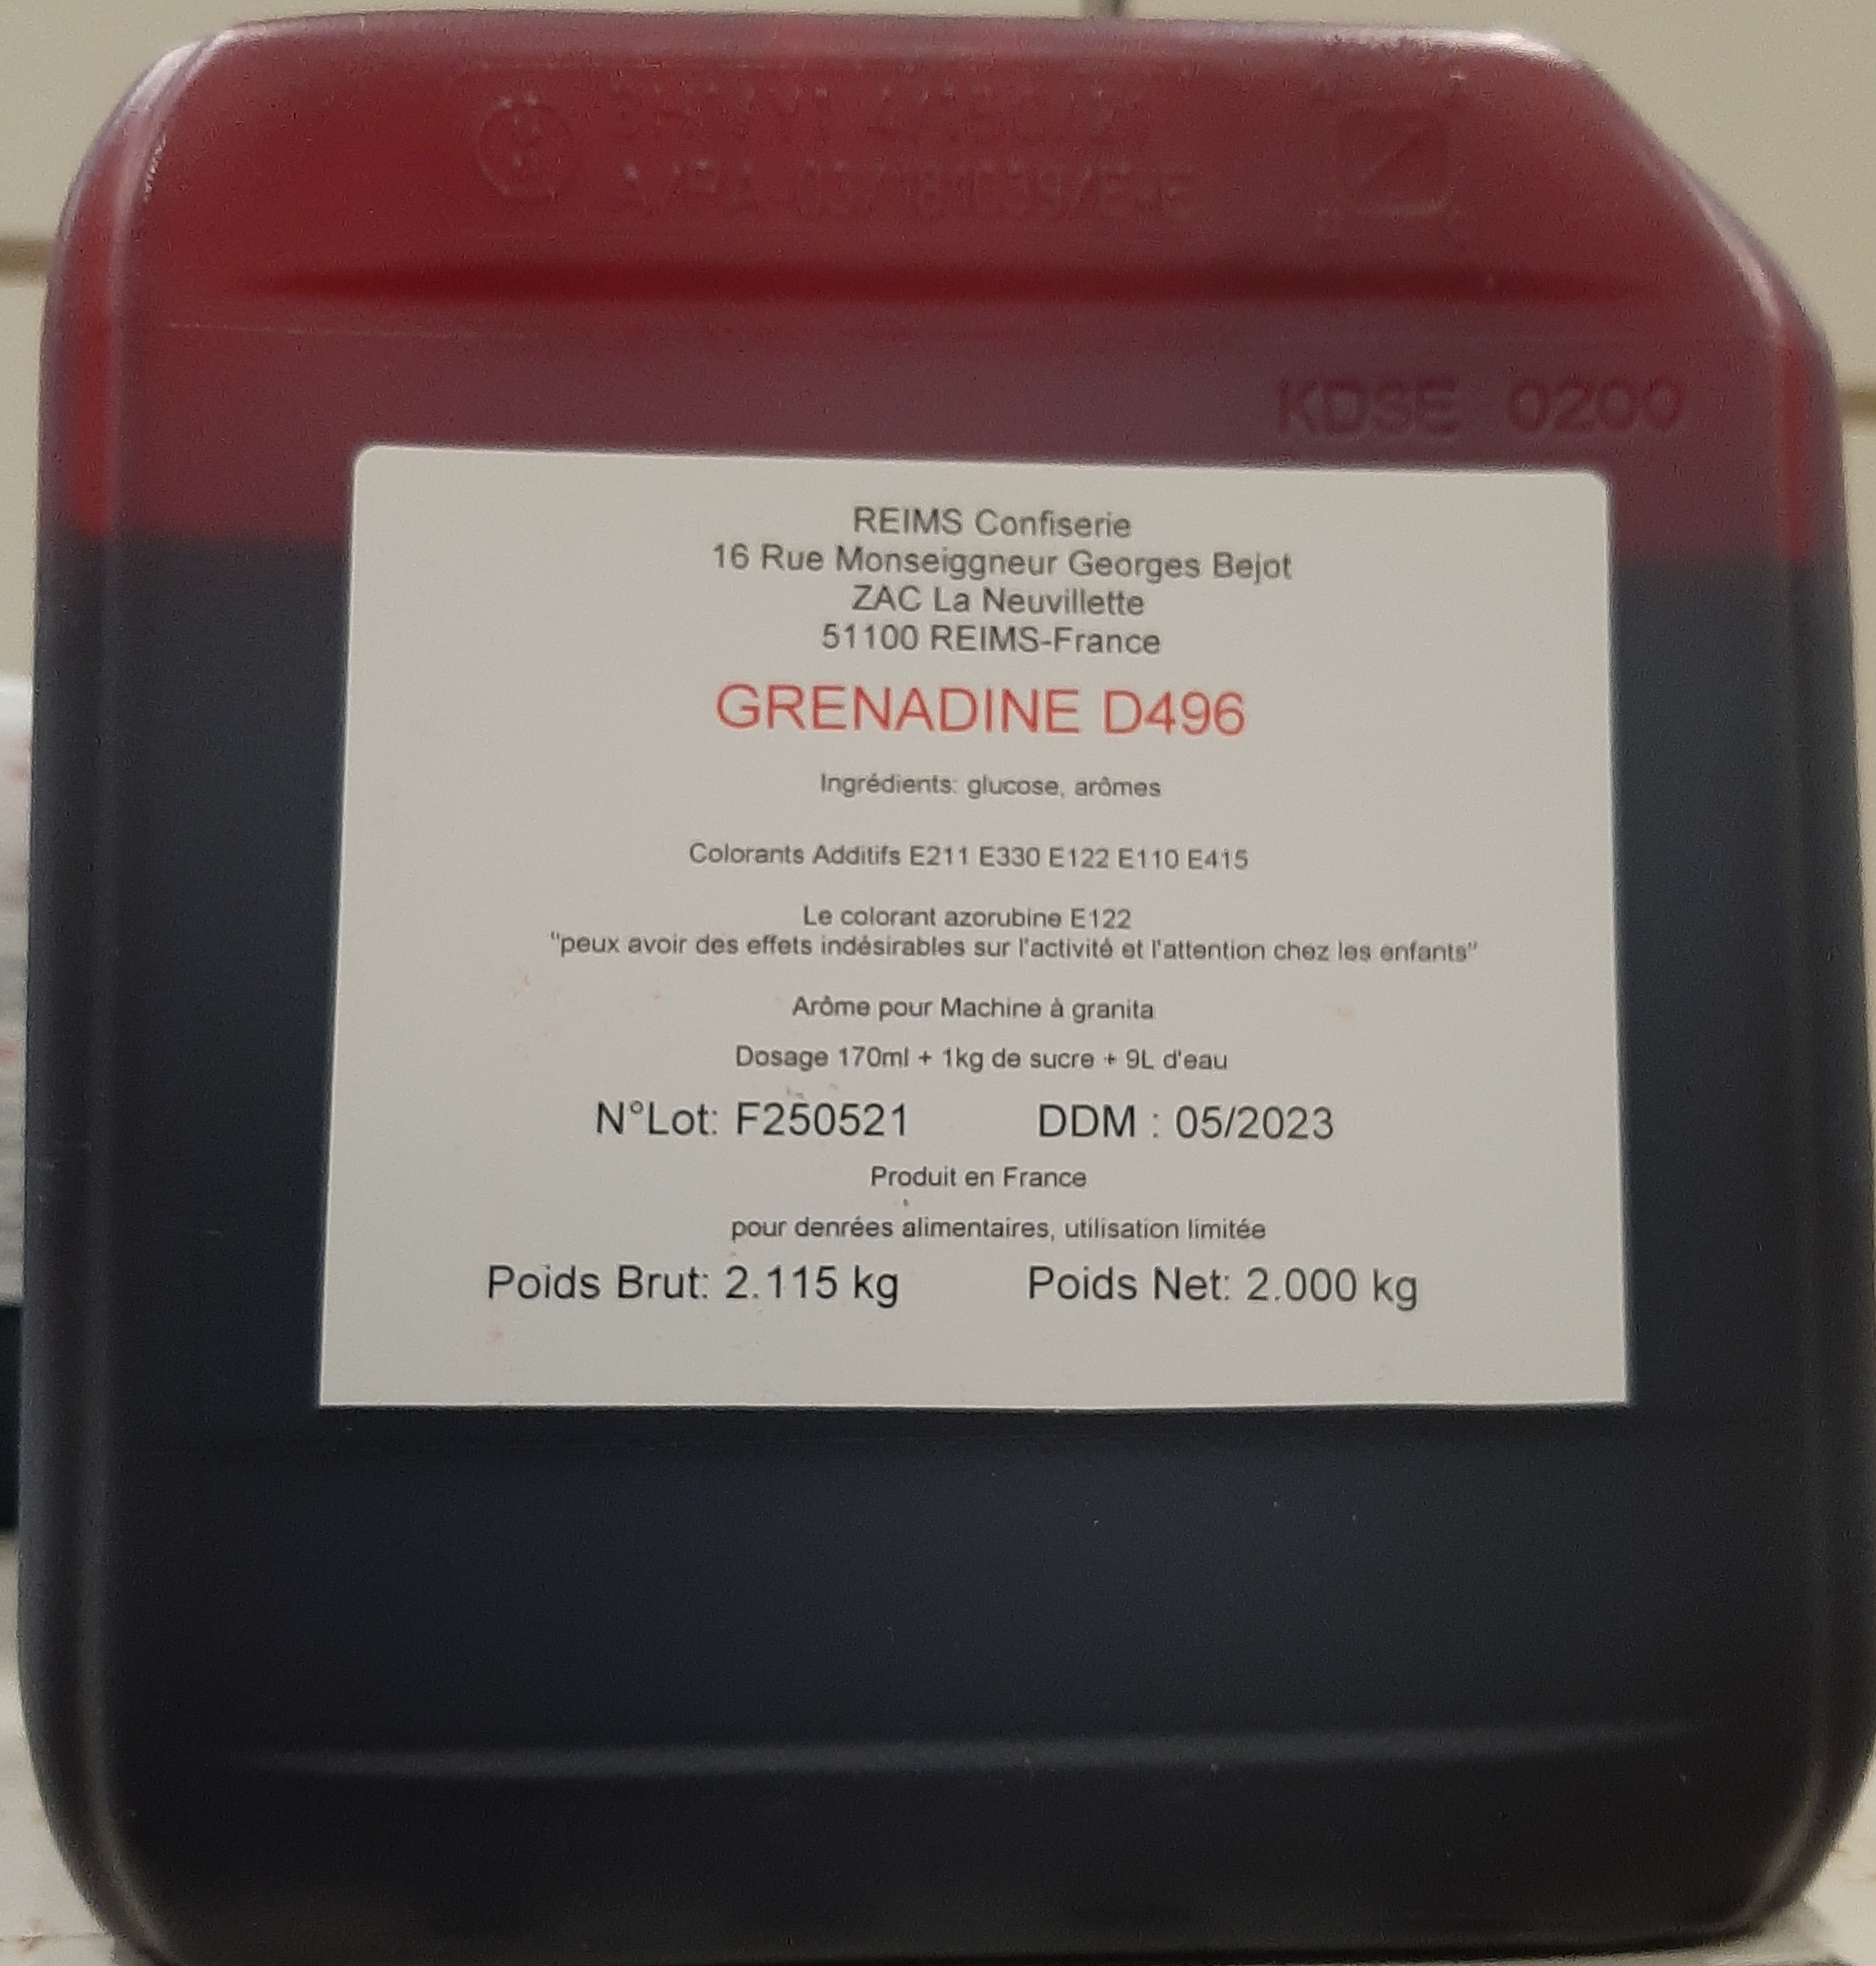 KDSE 0200
REIMS Confiserie
16 Rue Monseiggneur Georges Bejot
ZAC La Neuvillette
51100 REIMS-France
GRENADINE D496
Ingrédients: glucose, arômes
Colorants Additifs E211 E330 E122 E110 E415
Le colorant azorubine E122
"peux avoir des effets indésirables sur l'activité et l'attention chez les enfants"
Arôme pour Machine à granita
Dosage 170ml + 1kg de sucre + 9L d'eau
N°Lot: F250521 DDM : 05/2023
Produit en France
pour denrées alimentaires, utilisation limitée
Poids Brut: 2.115 kg Poids Net: 2.000 kg